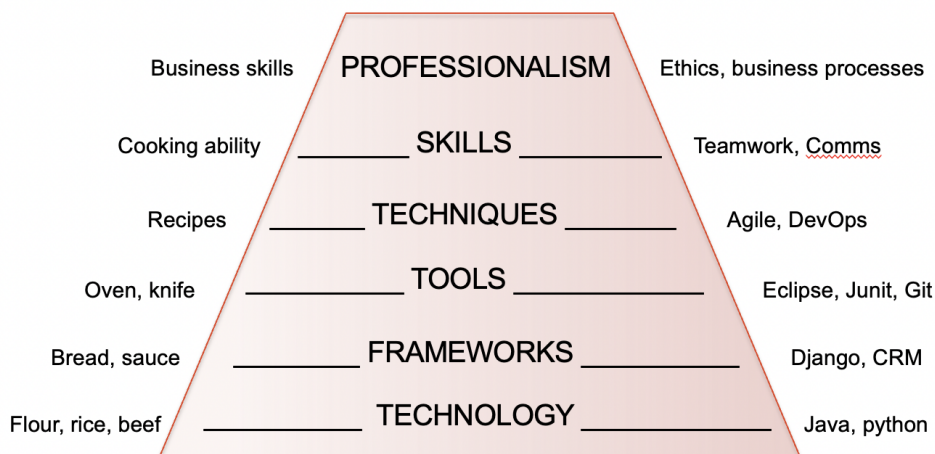 Business skills PROFESSIONALISM Ethics, business processes
Cooking ability SKILLS Teamwork, Comms
Recipes TECHNIQUES Agile, DevOps
Oven, knife TOOLS Eclipse, Junit, Git
Bread, sauce FRAMEWORKS Django, CRM
Flour, rice, beef TECHNOLOGY Java, python